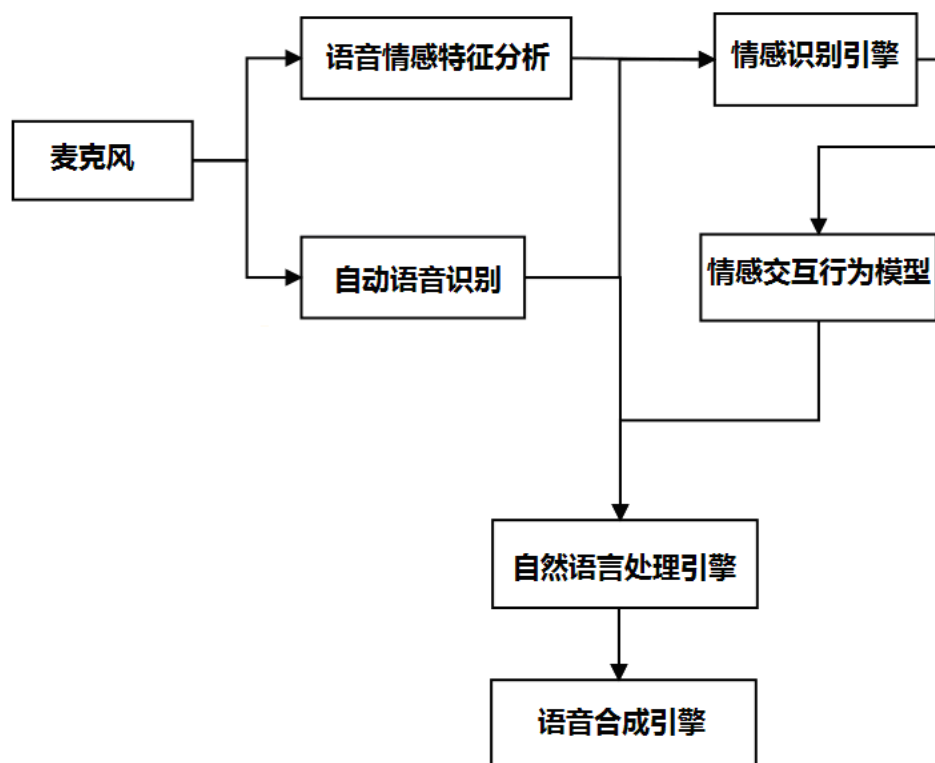 语音情感特征分析
情感识别引擎
麦克风
自动语音识别
情感交互行为模型
自然语言处理引擎
语音合成引擎